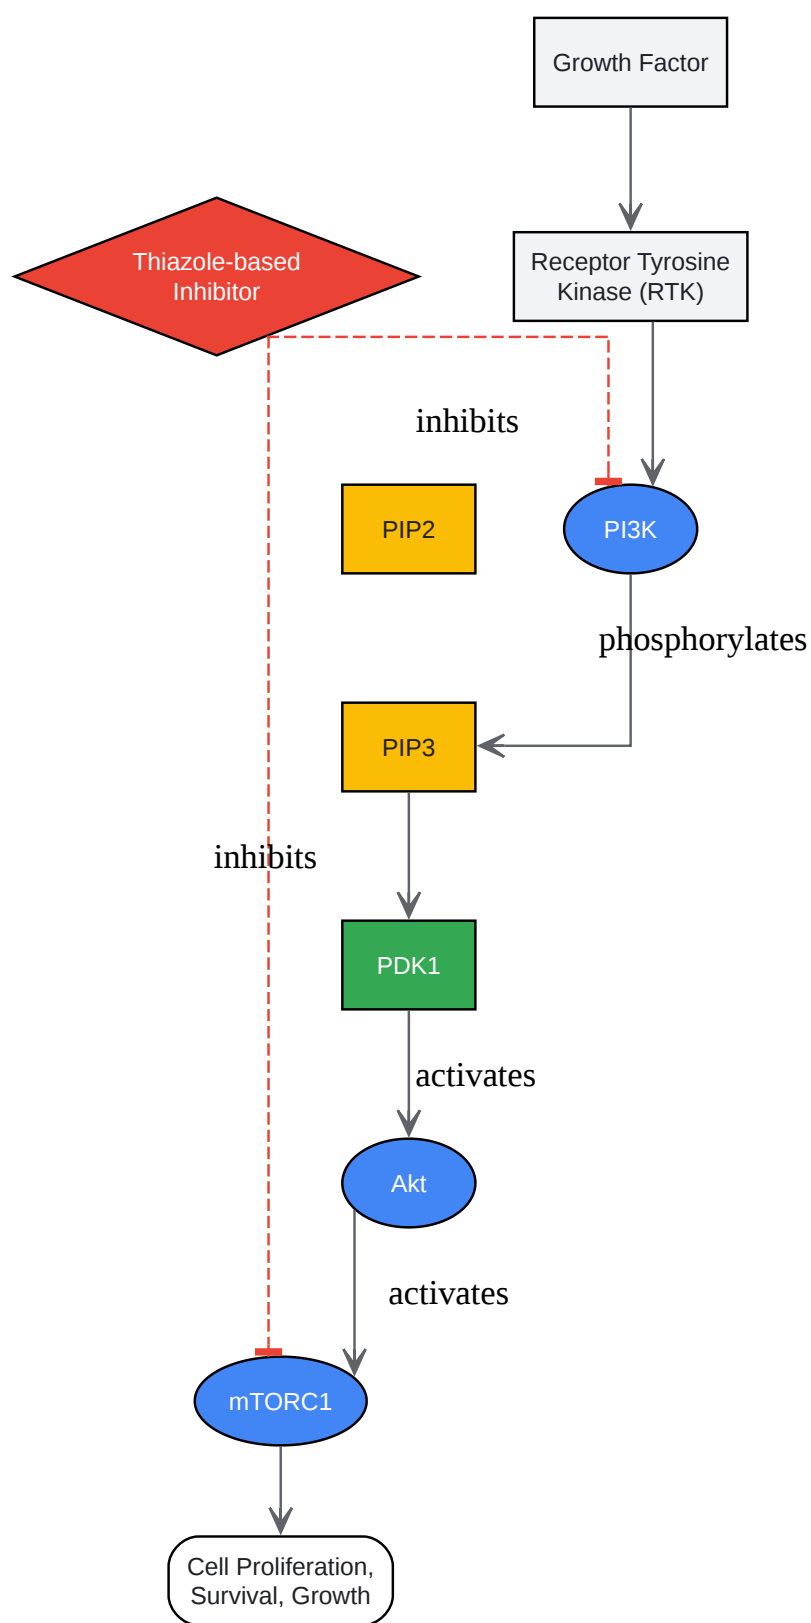 Growth Factor
Thiazole-based
Inhibitor
Receptor Tyrosine
Kinase (RTK)
inhibits
PIP2
PI3K
phosphorylates
PIP3
inhibits
PDK1
activates
Akt
activates
mTORC1
Cell Proliferation,
Survival, Growth